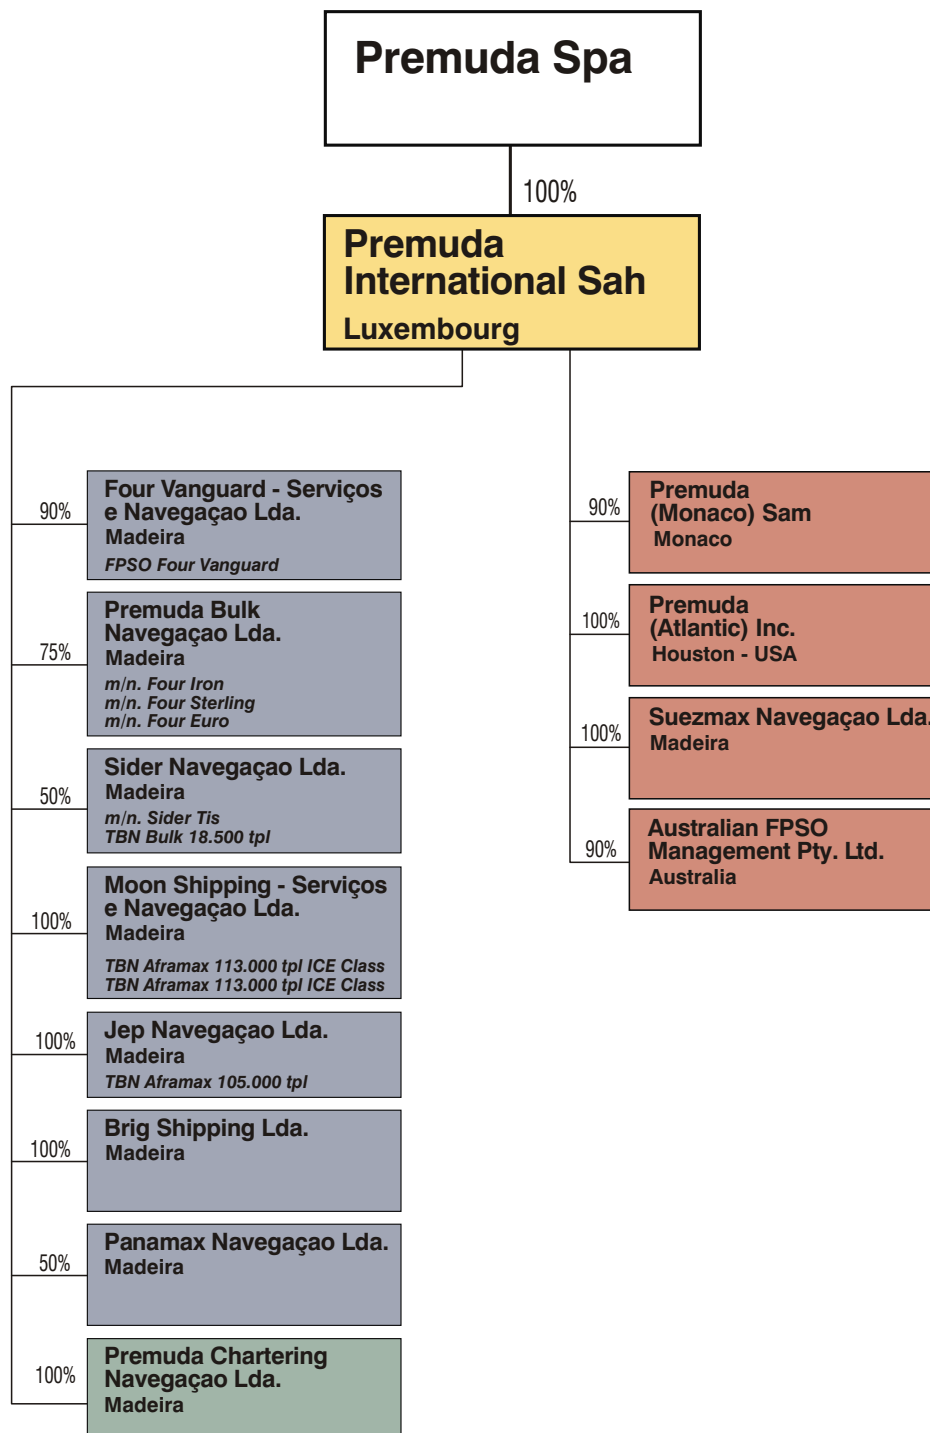 Premuda Spa
100%
Premuda
International Sah
Luxembourg
90%
Four Vanguard - Serviços
e Navegaçao Lda.
Madeira
FPSO Four Vanguard
75%
Premuda Bulk
Navegaçao Lda.
Madeira
m/n. Four Iron
m/n. Four Sterling
m/n. Four Euro
50%
Sider Navegaçao Lda.
Madeira
m/n. Sider Tis
TBN Bulk 18.500 tpl
100%
Moon Shipping - Serviços
e Navegaçao Lda.
Madeira
TBN Aframax 113.000 tpl ICE Class
TBN Aframax 113.000 tpl ICE Class
100%
Jep Navegaçao Lda.
Madeira
TBN Aframax 105.000 tpl
100%
Brig Shipping Lda.
Madeira
50%
Panamax Navegaçao Lda.
Madeira
100%
Premuda Chartering
Navegaçao Lda.
Madeira
90%
Premuda
(Monaco) Sam
Monaco
100%
Premuda
(Atlantic) Inc.
Houston - USA
100%
Suezmax Navegaçao Lda.
Madeira
90%
Australian FPSO
Management Pty. Ltd.
Australia